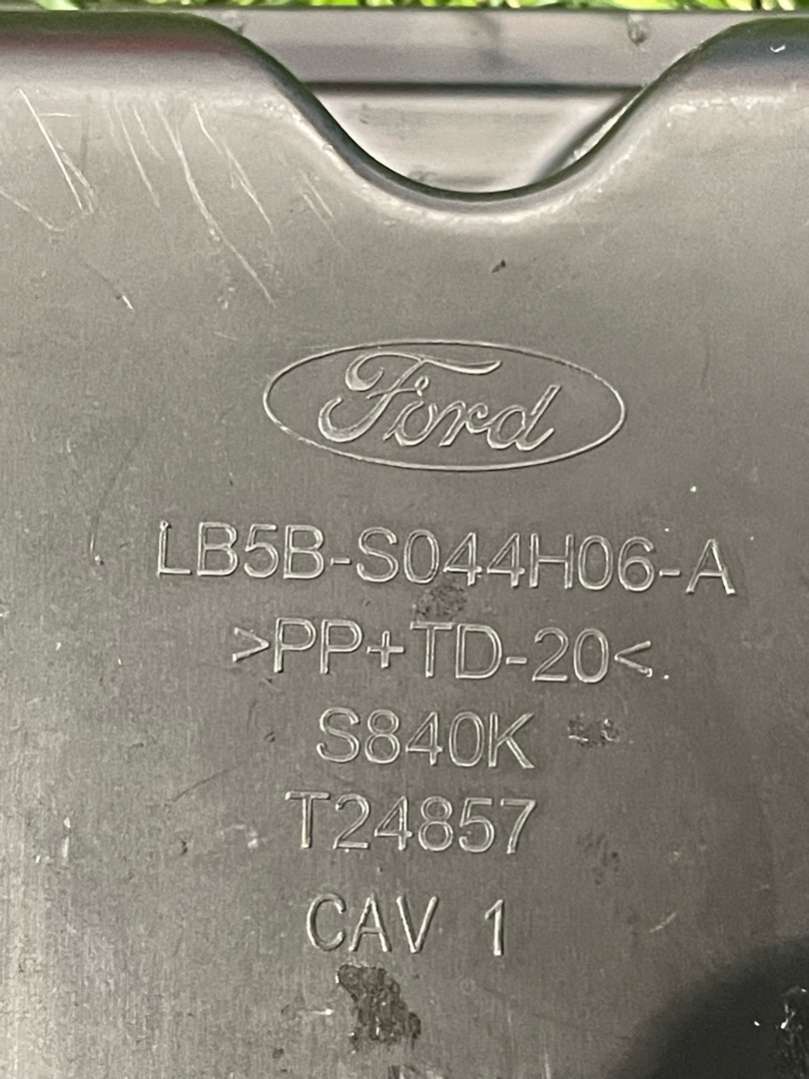 Ford
LB5B-S044H06-A
>PP+TD-20<
S840K
T24857
CAV 1